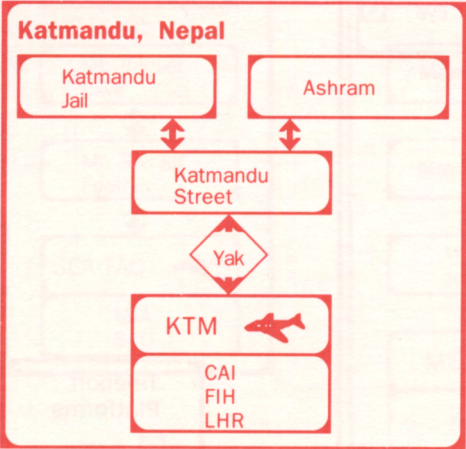 Katmandu, Nepal
Katmandu
Jail
Ashram
Katmandu
Street
Yak
KTM
CAI
FIH
LHR